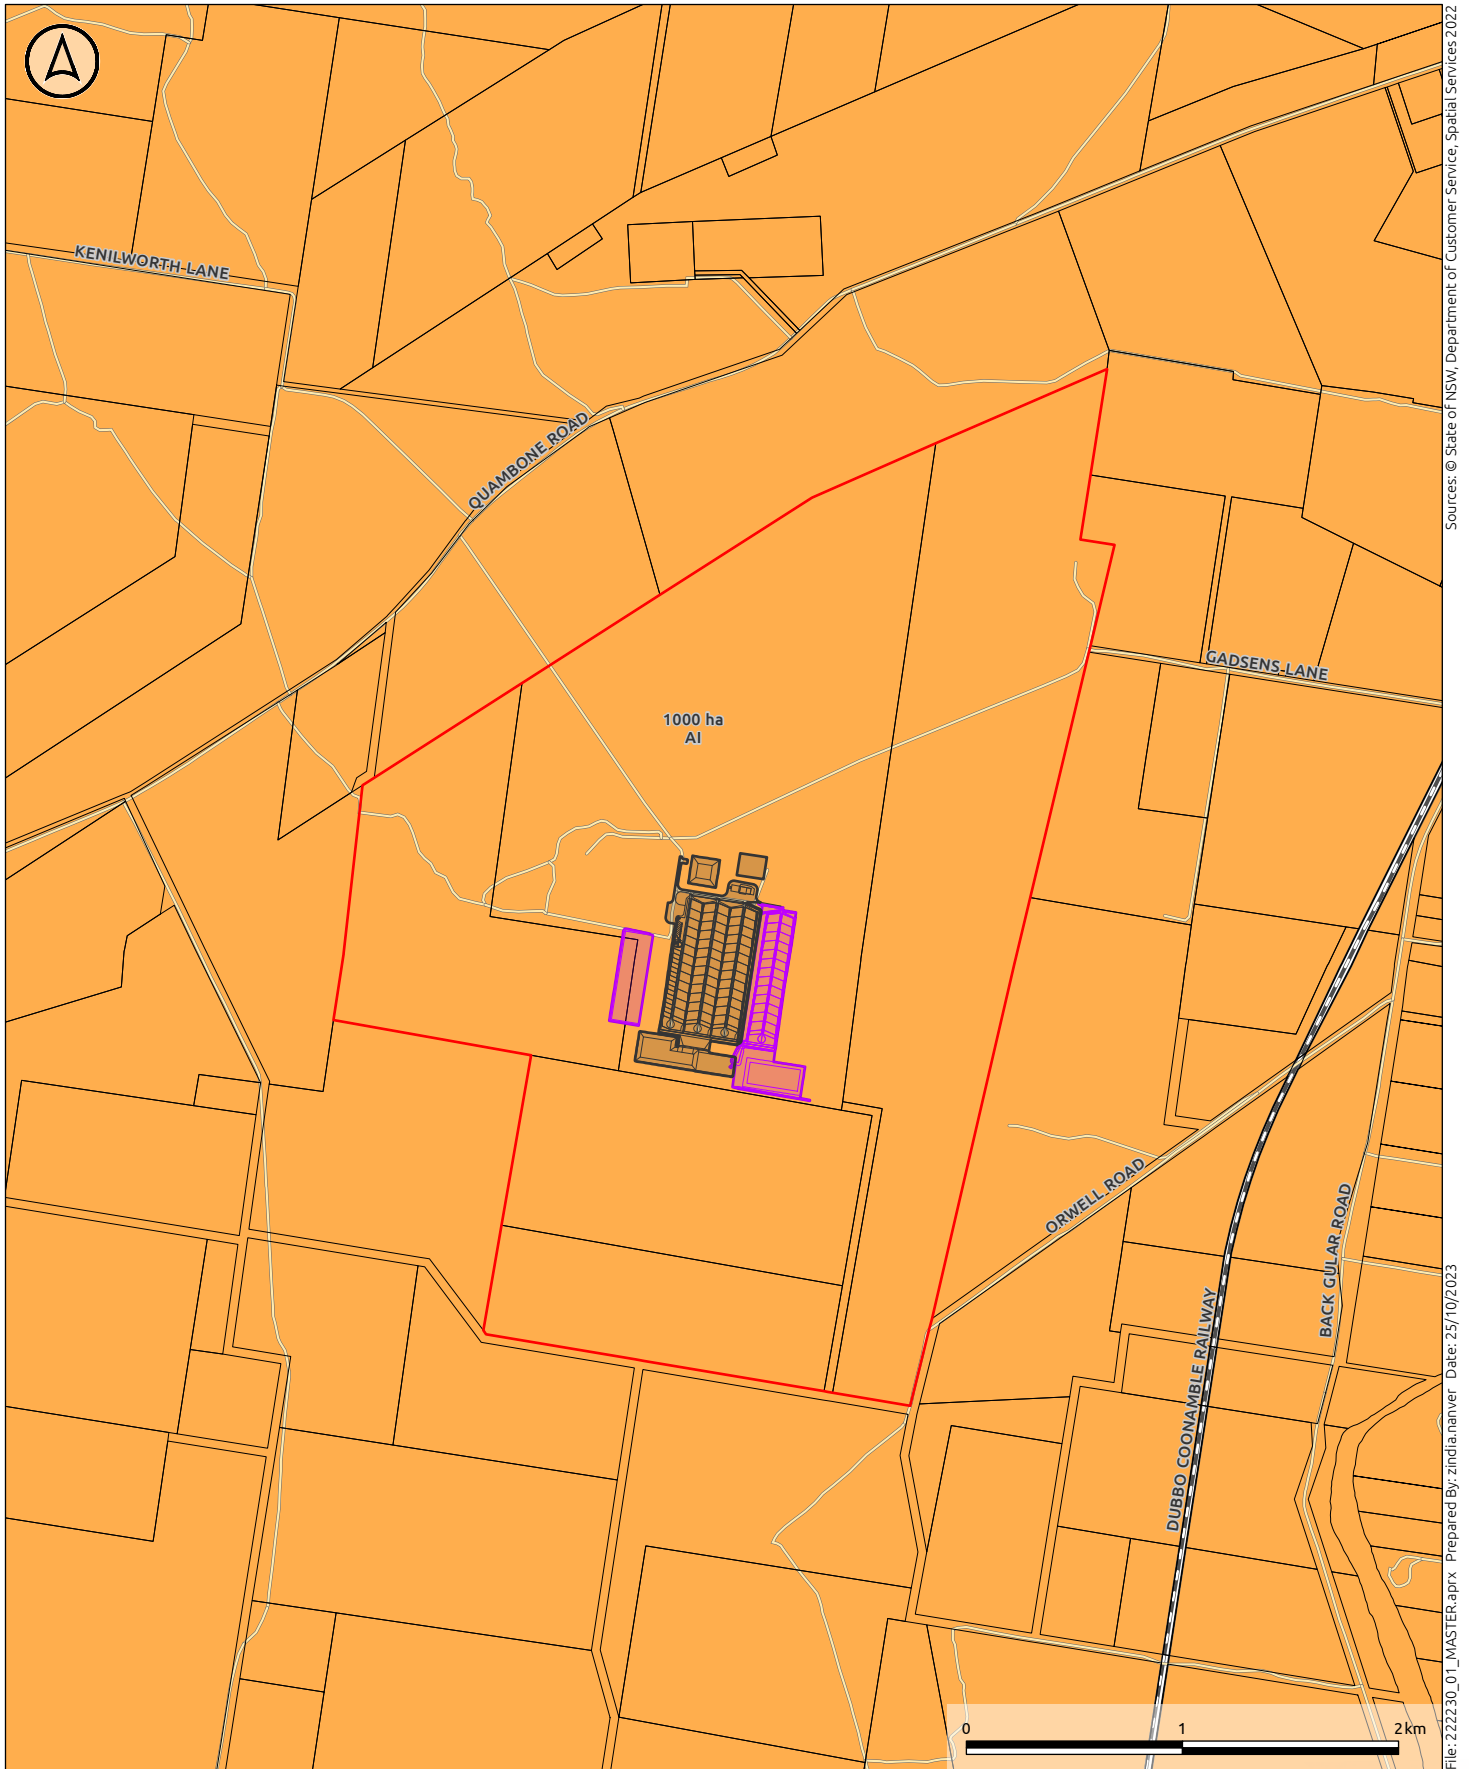 Sources: © State of NSW, Department of Customer Service, Spatial Services 2022
KENILWORTH LANE
QUAMBONE ROAD
GADSENS LANE
1000 ha
AI
ORWELL ROAD
BACK GULAR ROAD
DUBBO COONAMBLE RAILWAY
0 1 2 km
File: 222230_01_MASTER.aprx Prepared By: zindia.nanver Date: 25/10/2023